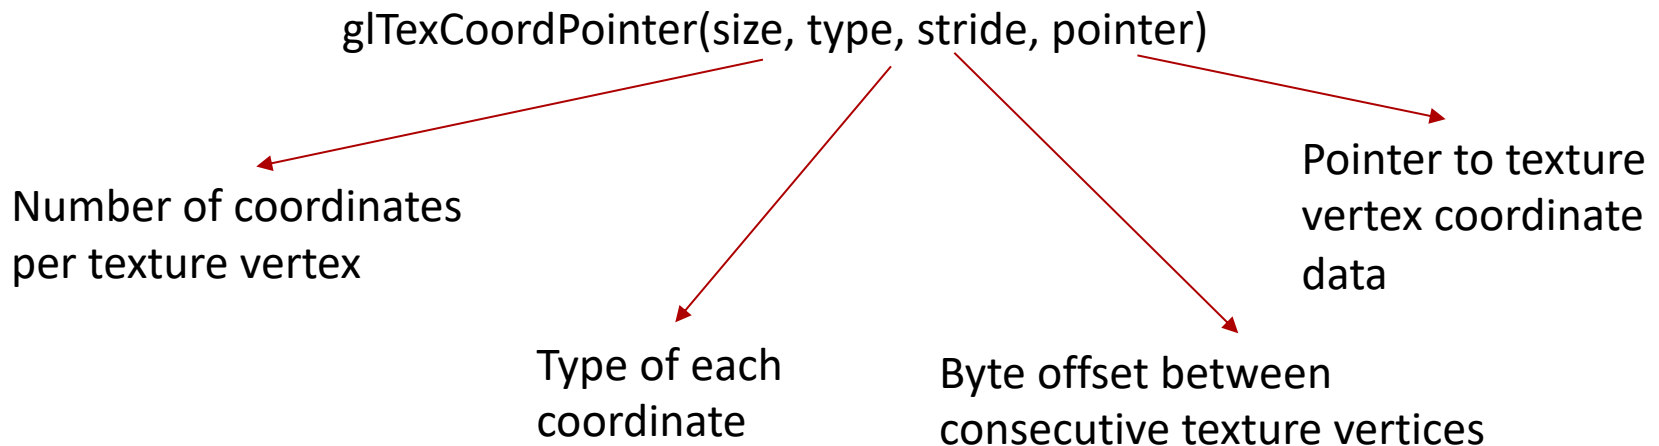 glTexCoordPointer(size, type, stride, pointer)
Number of coordinates
per texture vertex
Type of each
coordinate
Byte offset between
consecutive texture vertices
Pointer to texture
vertex coordinate
data